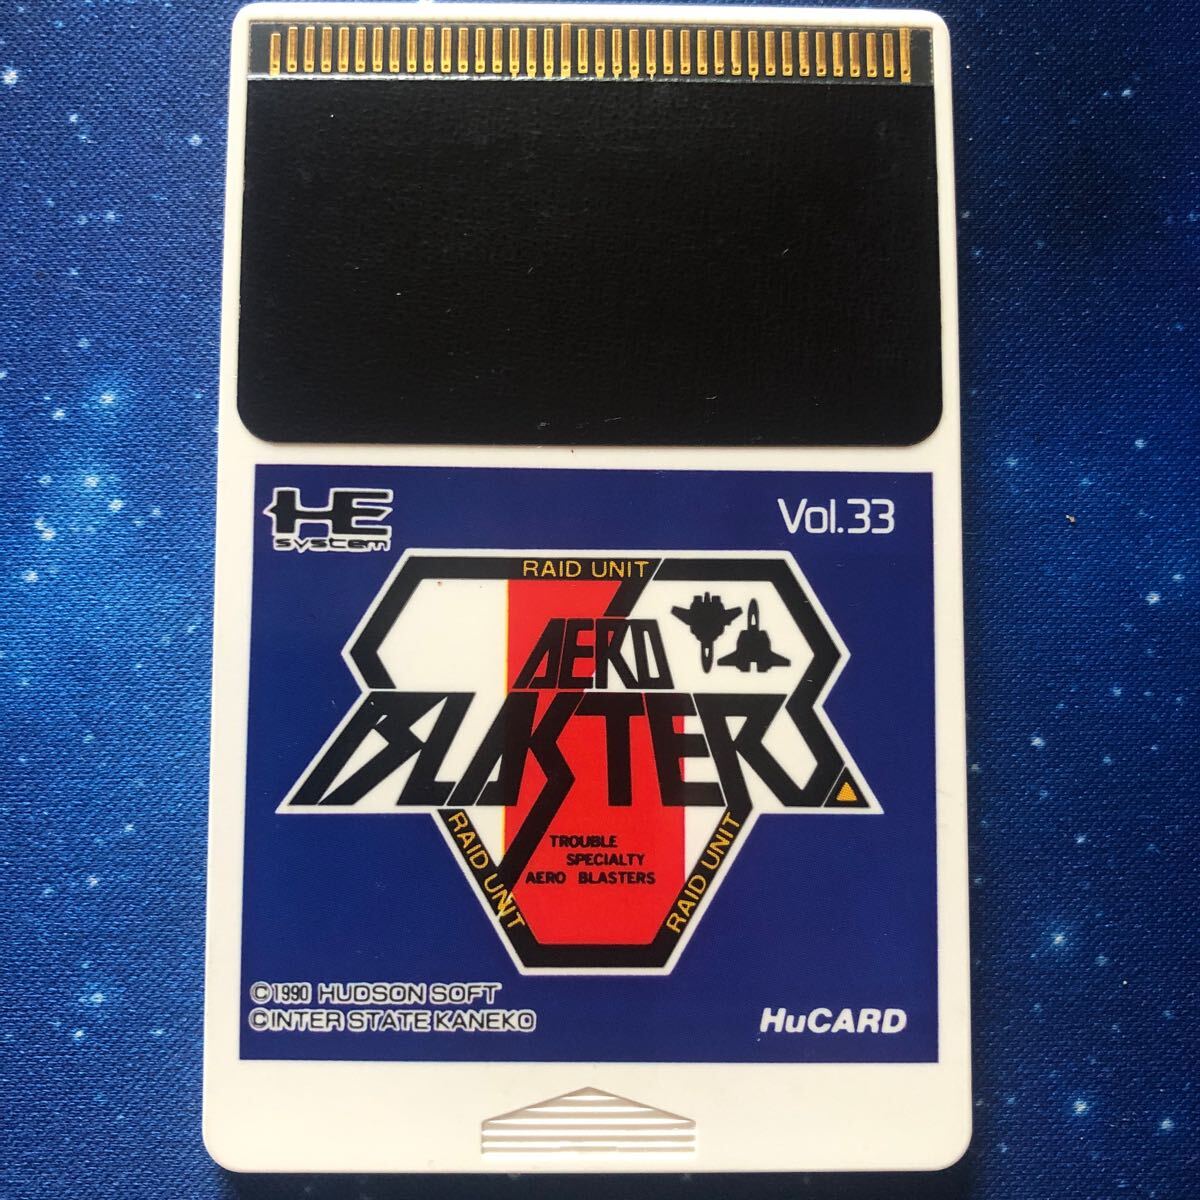 HE
system
Vol.33
RAID UNIT
AERO
BLASTERS
RAID UNIT
RAID UNIT
TROUBLE
SPECIALTY
AERO BLASTERS
©1990 HUDSON SOFT
©INTER STATE KANEKO
HuCARD